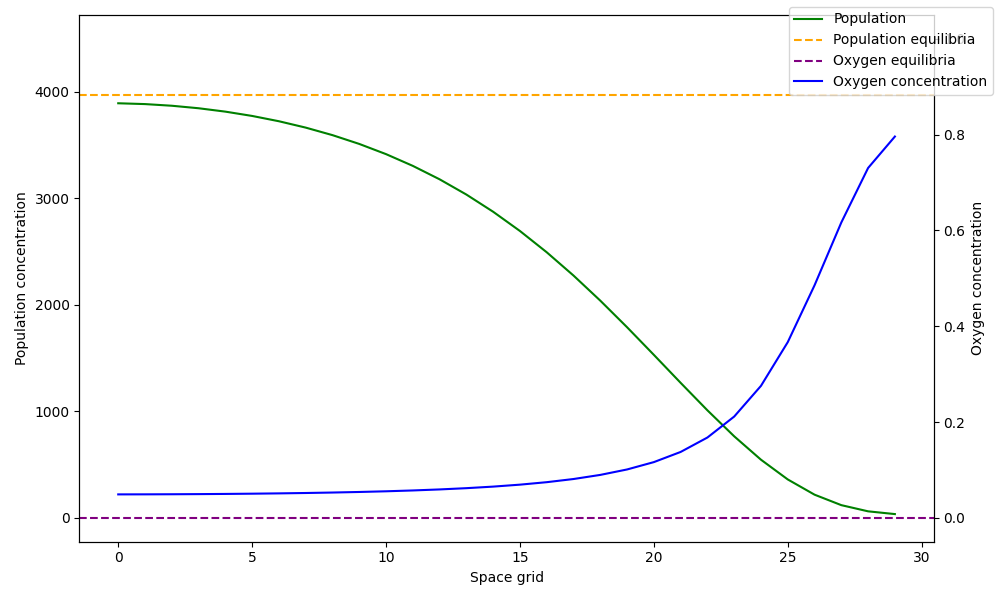 Population
Population equilibria
Oxygen equilibria
Oxygen concentration
4000
3000
2000
1000
0
Population concentration
0.8
0.6
0.4
0.2
0.0
Oxygen concentration
0
5
10
15
20
25
30
Space grid